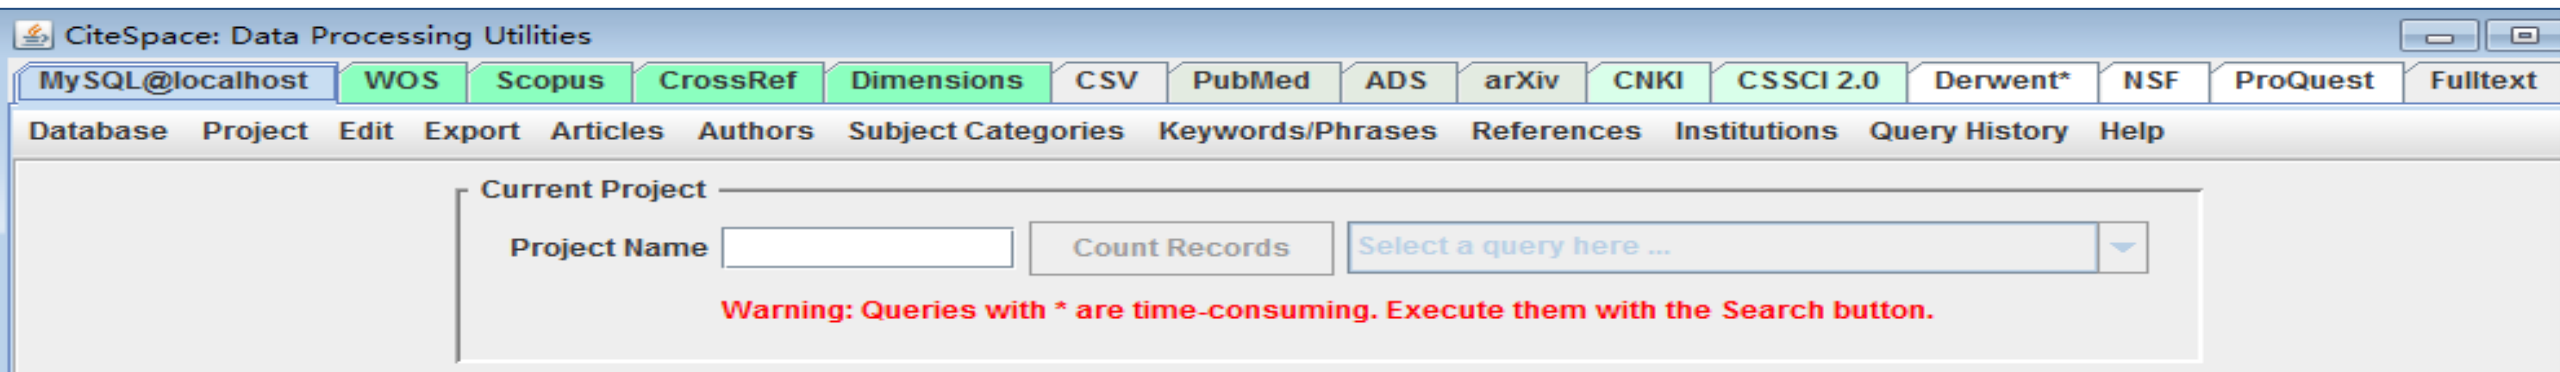 CiteSpace: Data Processing Utilities
MySQL@localhost WOS Scopus CrossRef Dimensions CSV PubMed ADS arXiv CNKI CSSCI 2.0 Derwent* NSF ProQuest Fulltext
Database Project Edit Export Articles Authors Subject Categories Keywords/Phrases References Institutions Query History Help
Current Project
Project Name Count Records Select a query here ...
Warning: Queries with * are time-consuming. Execute them with the Search button.